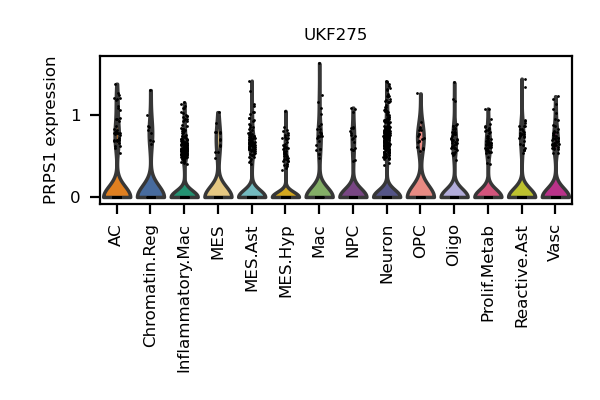 UKF275
PRPS1 expression
1
0
AC
Chromatin.Reg
Inflammatory.Mac
MES
MES.Ast
MES.Hyp
Mac
NPC
Neuron
OPC
Oligo
Prolif.Metab
Reactive.Ast
Vasc